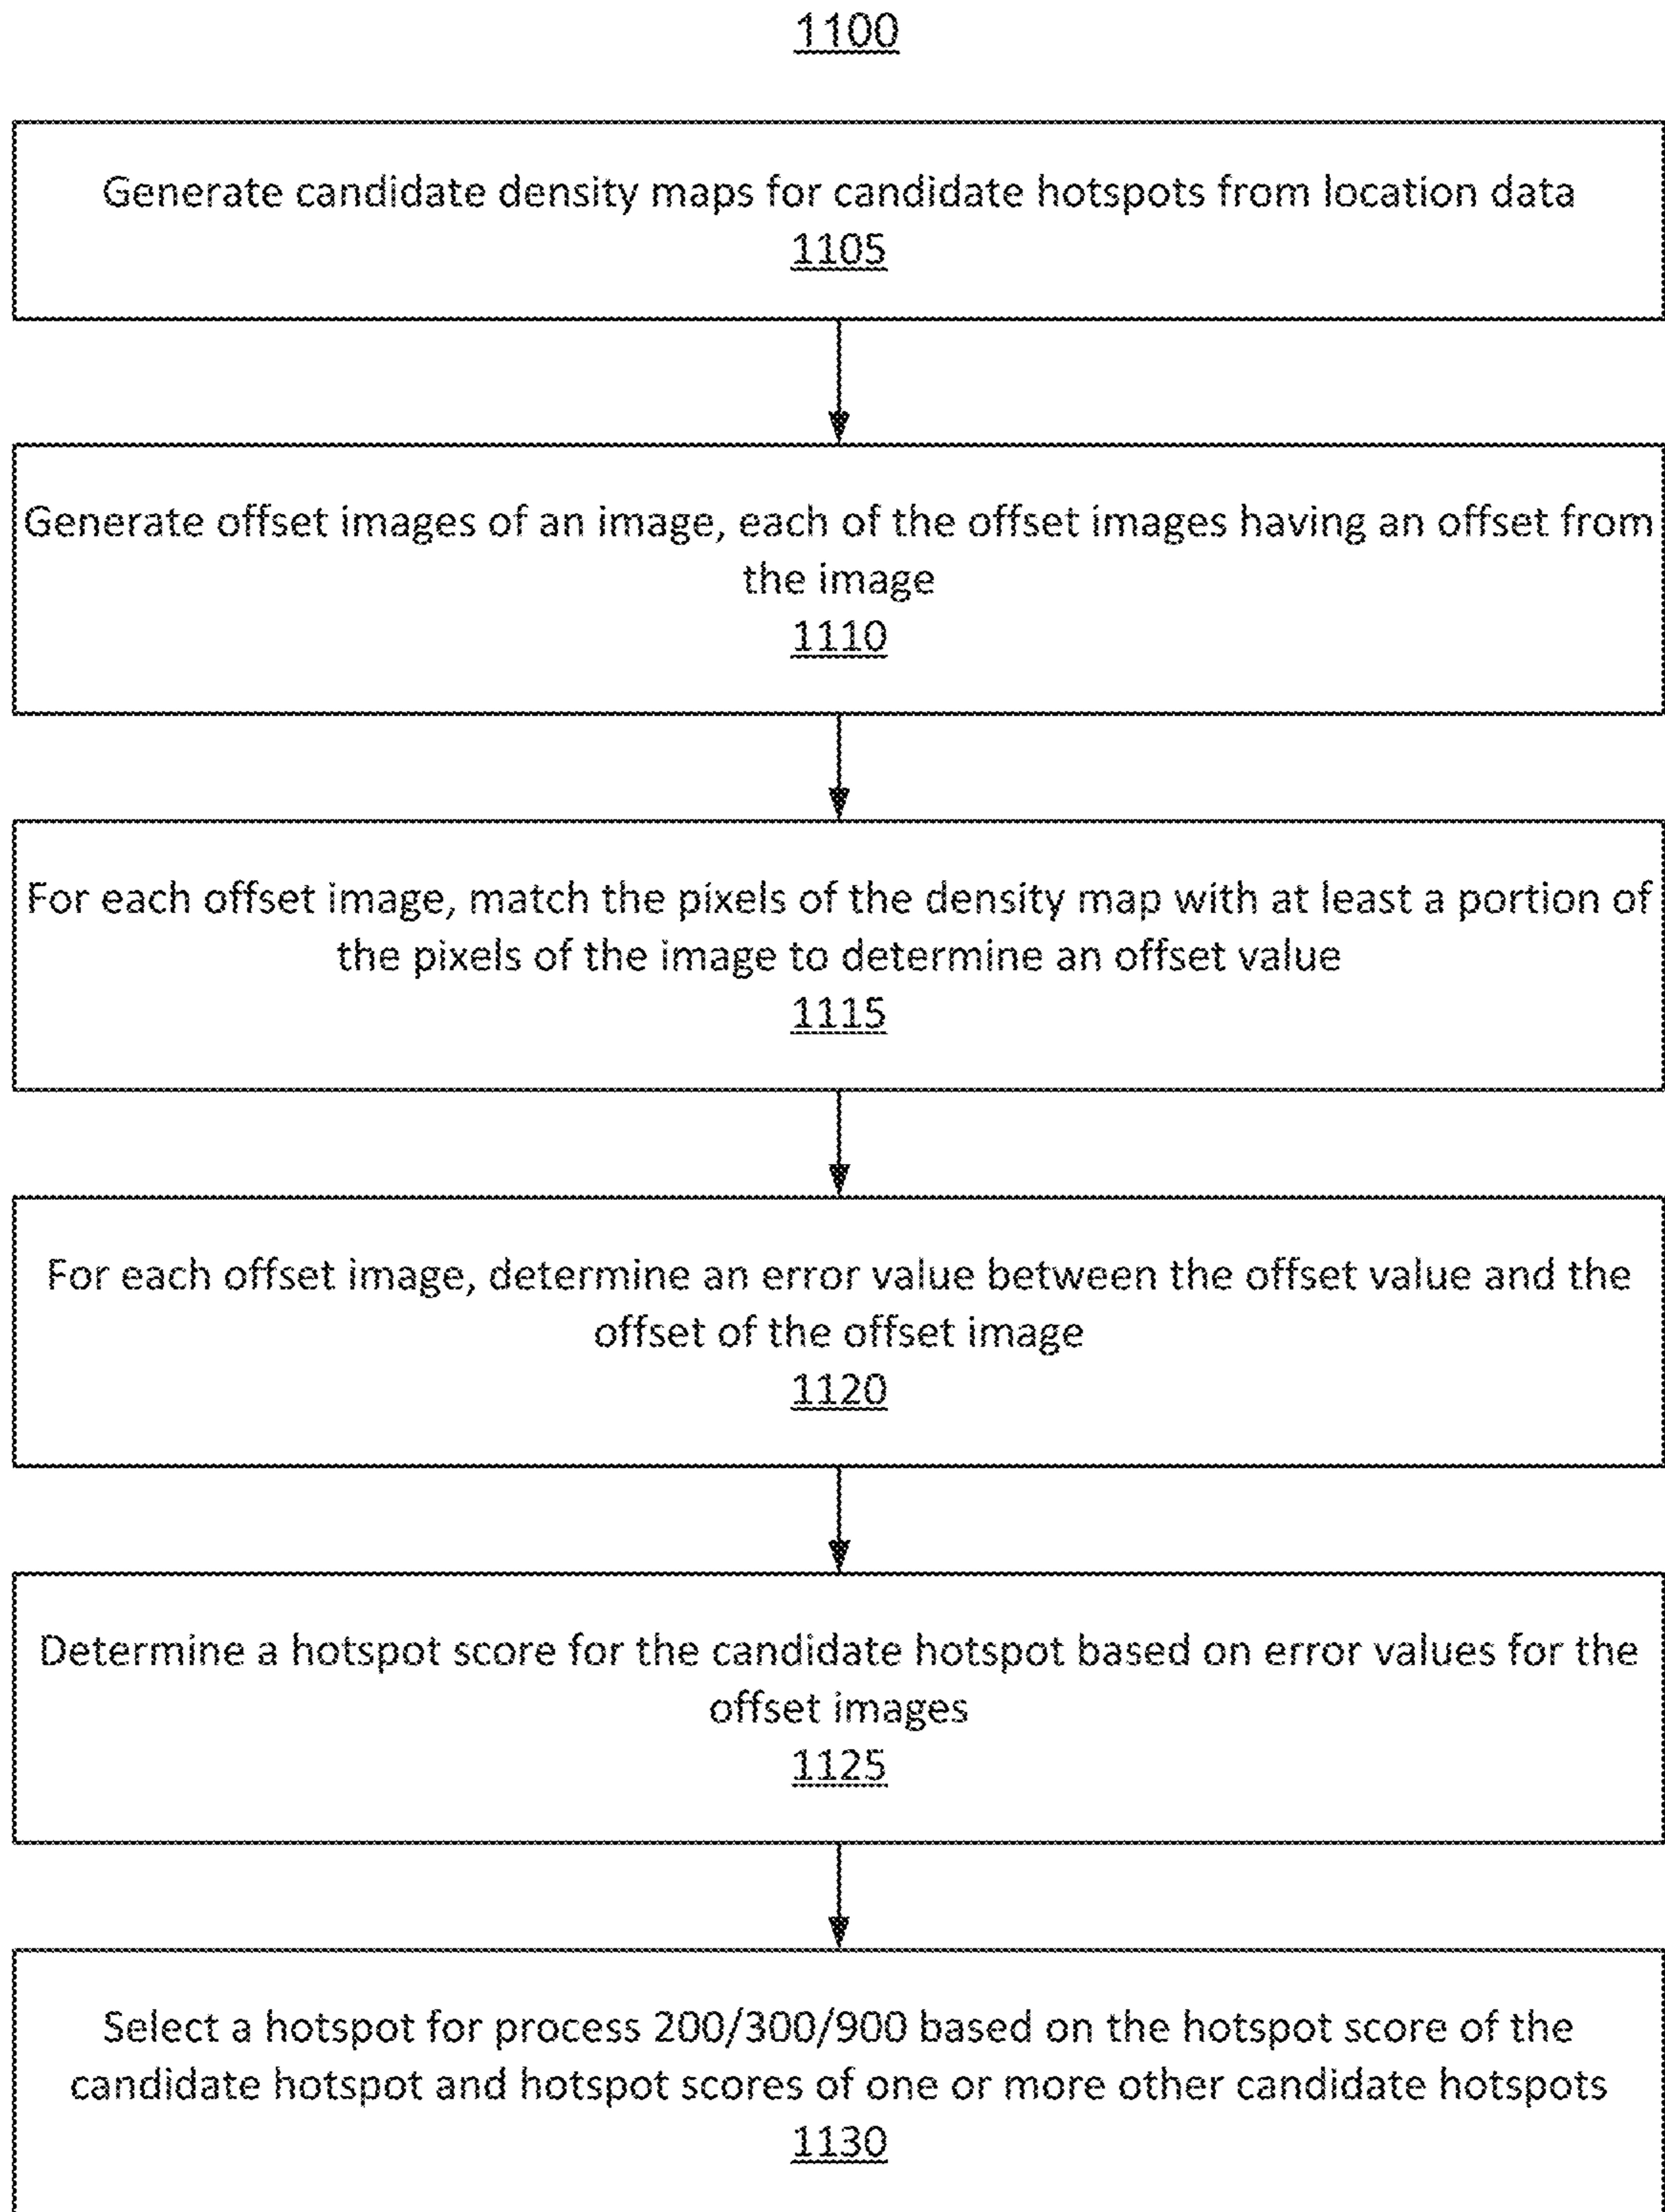 1100
Generate candidate density maps for candidate hotspots from location data
1105
Generate offset images of an image, each of the offset images having an offset from
the image
1110
For each offset image, match the pixels of the density map with at least a portion of
the pixels of the image to determine an offset value
1115
For each offset image, determine an error value between the offset value and the
offset of the offset image
1120
Determine a hotspot score for the candidate hotspot based on error values for the
offset images
1125
Select a hotspot for process 200/300/900 based on the hotspot score of the
candidate hotspot and hotspot scores of one or more other candidate hotspots
1130